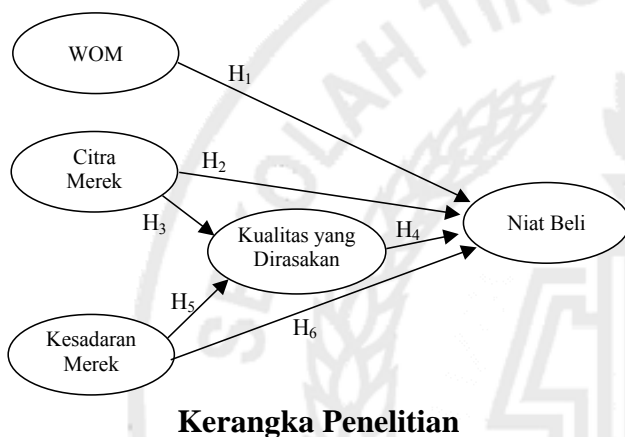 WOM
H₁
Citra
Merek
H₂
H₃
Kualitas yang
Dirasakan
H₄
Niat Beli
H₅
H₆
Kesadaran
Merek
Kerangka Penelitian